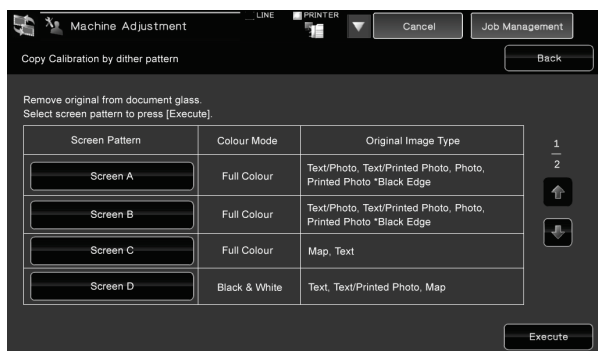 LINE
PRINTER
Machine Adjustment
Cancel
Job Management
Copy Calibration by dither pattern
Back
Remove original from document glass.
Select screen pattern to press [Execute].
Screen Pattern
Colour Mode
Original Image Type
Screen A
Full Colour
Text/Photo, Text/Printed Photo, Photo,
Printed Photo *Black Edge
Screen B
Full Colour
Text/Photo, Text/Printed Photo, Photo,
Printed Photo *Black Edge
Screen C
Full Colour
Map, Text
Screen D
Black & White
Text, Text/Printed Photo, Map
1
2
Execute